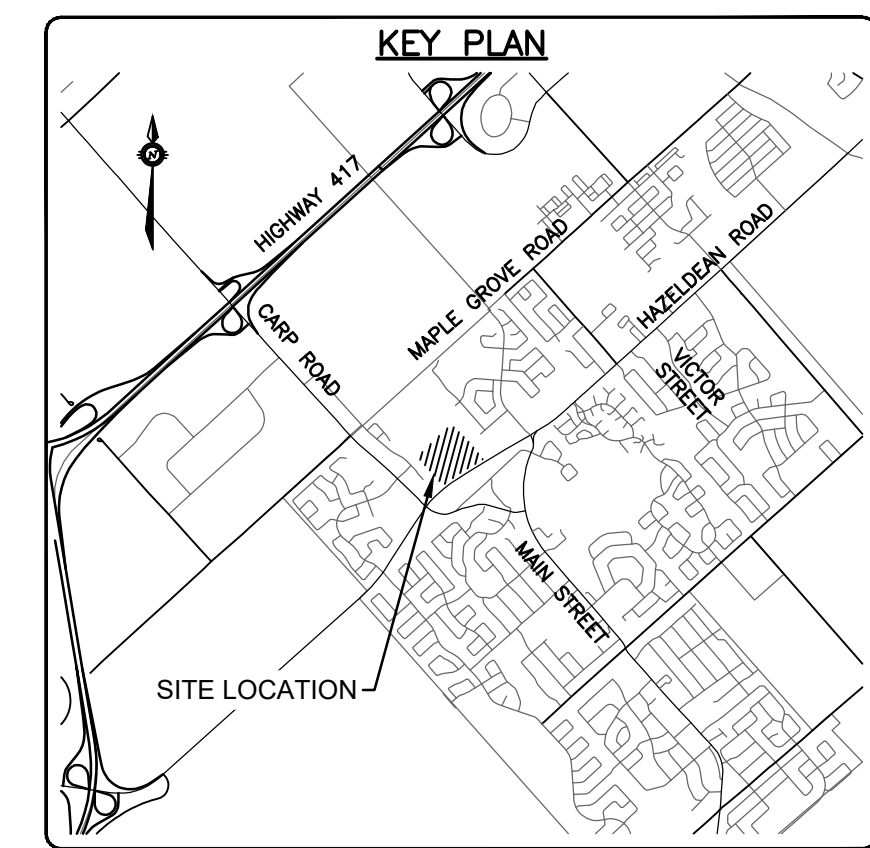 KEY PLAN
N
HIGHWAY 417
CARP ROAD
MAPLE GROVE ROAD
HAZELDEAN ROAD
VICTOR
STREET
MAIN STREET
SITE LOCATION